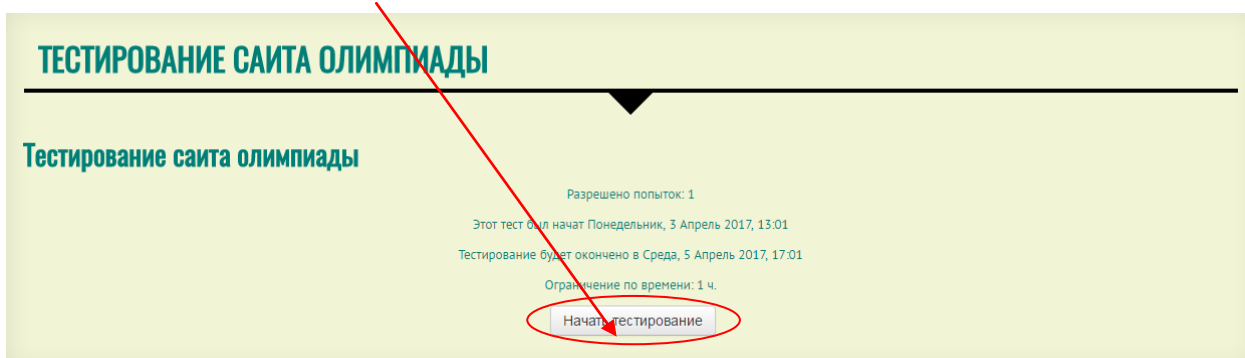 ТЕСТИРОВАНИЕ САИТА ОЛИМПИАДЫ
Тестирование саита олимпиады
Разрешено попыток: 1
Этот тест был начат Понедельник, 3 Апрель 2017, 13:01
Тестирование будет окончено в Среда, 5 Апрель 2017, 17:01
Ограничение по времени: 1 ч.
Начать тестирование